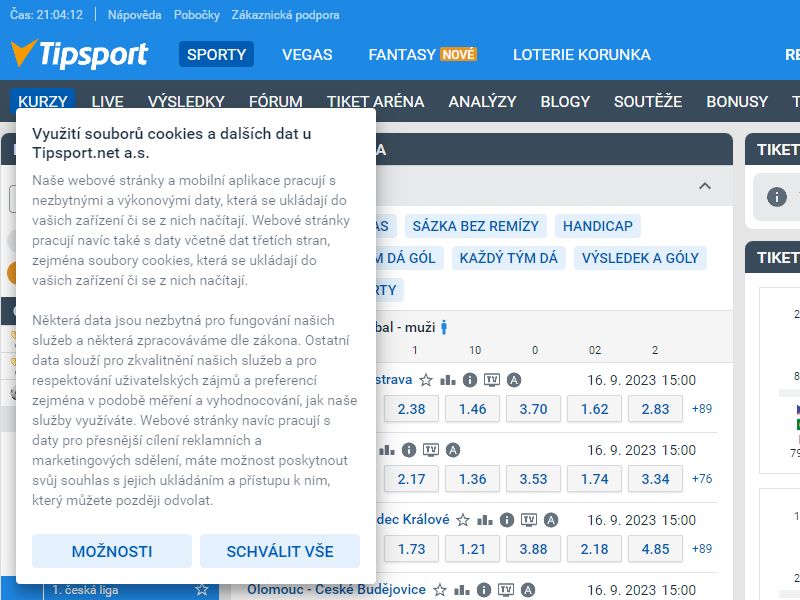 Čas: 21:04:12 Nápověda Pobočky Zákaznická podpora
Tipsport SPORTY VEGAS FANTASY NOVÉ LOTERIE KORUNKA
KURZY LIVE VÝSLEDKY FÓRUM TIKET ARÉNA ANALÝZY BLOGY SOUTĚŽE BONUSY
Využití souborů cookies a dalších dat u
Tipsport.net a.s.
Naše webové stránky a mobilní aplikace pracují s
nezbytnými a výkonovými daty, která se ukládají do
vašich zařízení či se z nich načítají. Webové stránky
pracují navíc také s daty včetně dat třetích stran,
zejména soubory cookies, která se ukládají do
vašich zařízení či se z nich načítají.
Některá data jsou nezbytná pro fungování našich
služeb a některá zpracováváme dle zákona. Ostatní
data slouží pro zkvalitnění našich služeb a pro
respektování uživatelských zájmů a preferencí
zejména v podobě měření a vyhodnocování, jak naše
služby využíváte. Webové stránky navíc pracují s
daty pro přesnější cílení reklamních a
marketingových sdělení, máte možnost poskytnout
svůj souhlas s jejich ukládáním a přístupu k nim,
který můžete později odvolat.
MOŽNOSTI SCHVÁLIT VŠE
1. česká liga
SÁZKA BEZ REMÍZY HANDICAP
M DÁ GÓL KAŽDÝ TÝM DÁ VÝSLEDEK A GÓLY
RTY
bal - muži
1 10 0 02 2
strava TV A 16. 9. 2023 15:00
2.38 1.46 3.70 1.62 2.83 +89
TV A 16. 9. 2023 15:00
2.17 1.36 3.53 1.74 3.34 +76
dec Králové TV A 16. 9. 2023 15:00
1.73 1.21 3.88 2.18 4.85 +89
Olomouc - České Budějovice TV A 16. 9. 2023 15:00
TIKET
TIKET